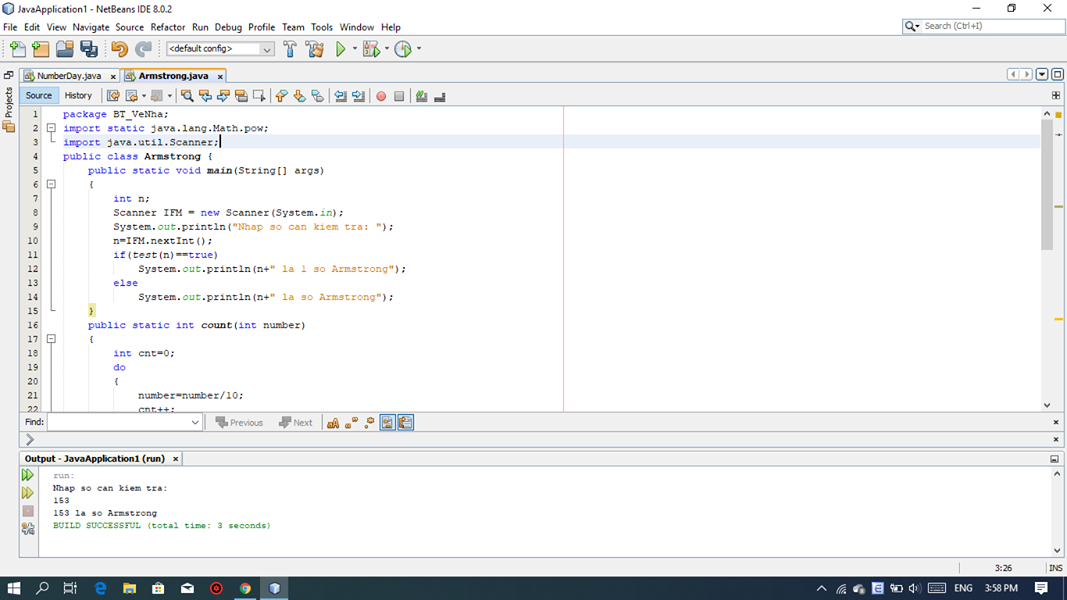 JavaApplication1 - NetBeans IDE 8.0.2
File Edit View Navigate Source Refactor Run Debug Profile Team Tools Window Help
Search (Ctrl+I)
<default config>
NumberDay.java Armstrong.java
Projects
Source History
1 package BT_VeNha;
2 import static java.lang.Math.pow;
3 import java.util.Scanner;
4 public class Armstrong {
5 public static void main(String[] args)
6 {
7 int n;
8 Scanner IFM = new Scanner(System.in);
9 System.out.println("Nhap so can kiem tra: ");
10 n=IFM.nextInt();
11 if(test(n)==true)
12 System.out.println(n+" la 1 so Armstrong");
13 else
14 System.out.println(n+" la so Armstrong");
15 }
16 public static int count(int number)
17 {
18 int cnt=0;
19 do
20 {
21 number=number/10;
22 cnt++;
Find: Previous Next
Output - JavaApplication1 (run)
run:
Nhap so can kiem tra:
153
153 la so Armstrong
BUILD SUCCESSFUL (total time: 3 seconds)
3:26 INS
ENG 3:58 PM